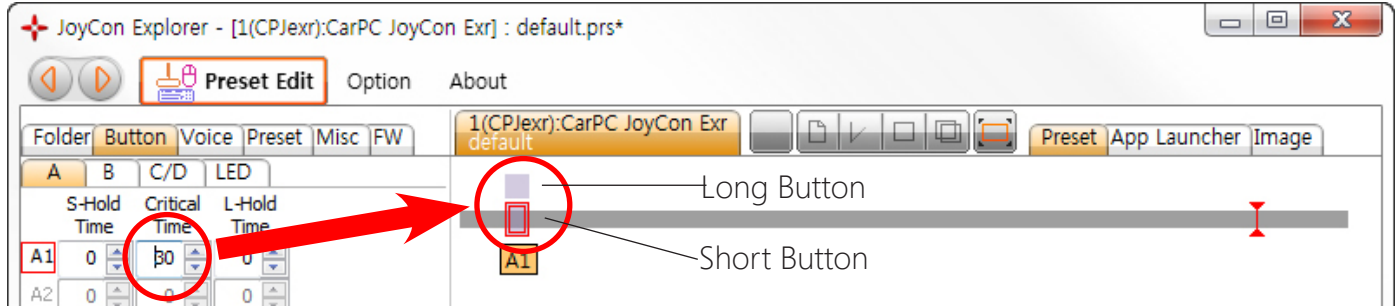 JoyCon Explorer - [1(CPJexr):CarPC JoyCon Exr] : default.prs*
Preset Edit Option About
Folder Button Voice Preset Misc FW
1(CPJexr):CarPC JoyCon Exr
default
Preset App Launcher Image
A B C/D LED
S-Hold Time
Critical Time
L-Hold Time
Long Button
A1 0 30 0
A1
Short Button
A2 0 0 0